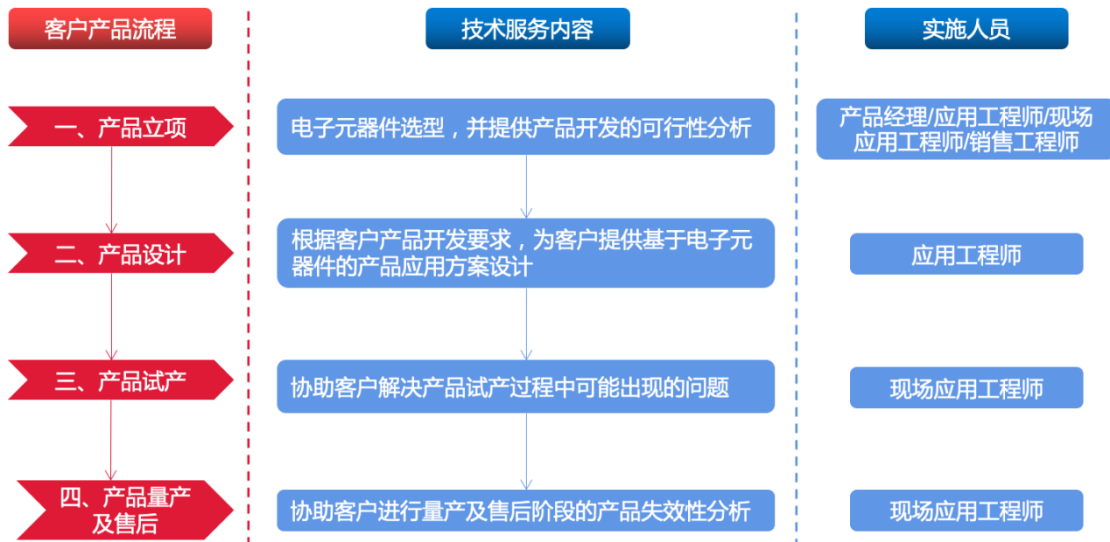 客户产品流程
技术服务内容
实施人员
一、产品立项
电子元器件选型，并提供产品开发的可行性分析
产品经理/应用工程师/现场
应用工程师/销售工程师
二、产品设计
根据客户产品开发要求，为客户提供基于电子元
器件的产品应用方案设计
应用工程师
三、产品试产
协助客户解决产品试产过程中可能出现的问题
现场应用工程师
四、产品量产
及售后
协助客户进行量产及售后阶段的产品失效性分析
现场应用工程师